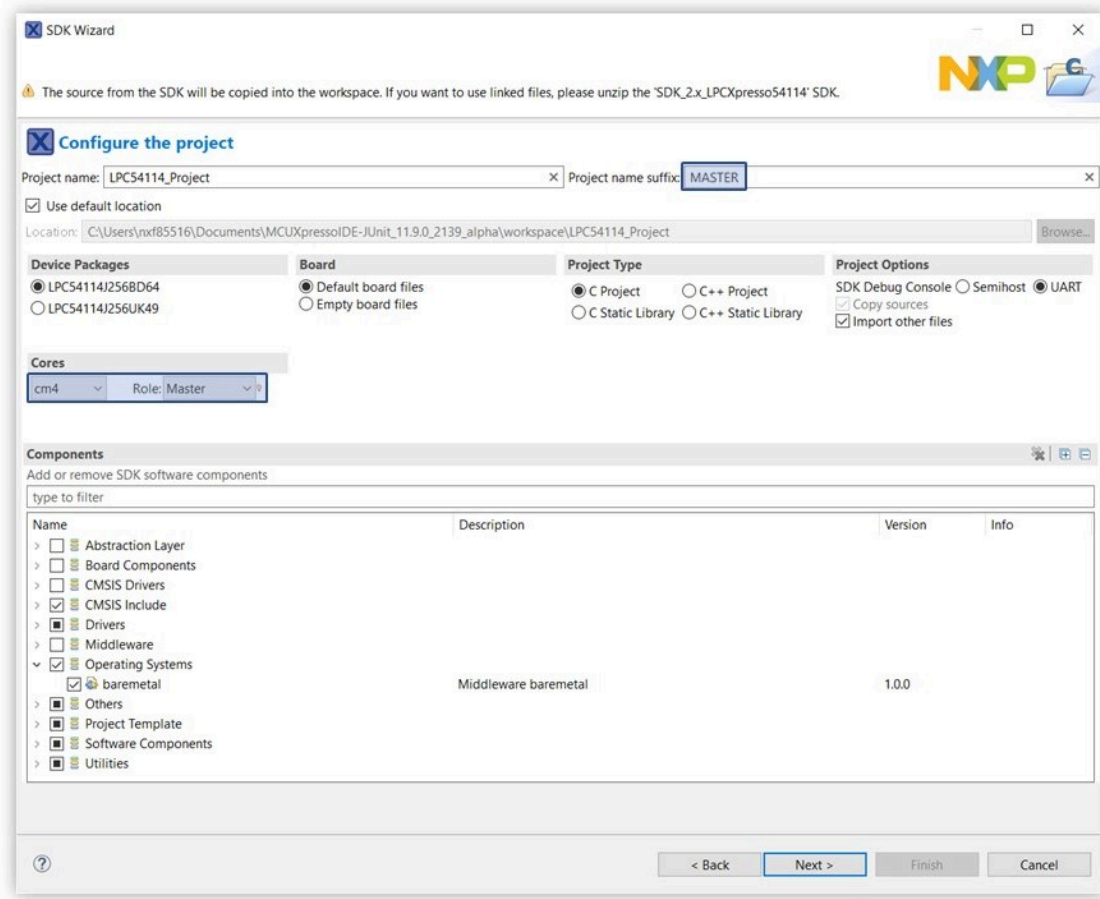 SDK Wizard
NXP
C
The source from the SDK will be copied into the workspace. If you want to use linked files, please unzip the 'SDK_2.x_LPCXpresso54114' SDK.
Configure the project
Project name: LPC54114_Project Project name suffix: MASTER
Use default location
Location: C:\Users\nxf85516\Documents\MCUXpressoIDE-JUnit_11.9.0_2139_alpha\workspace\LPC54114_Project Browse...
Device Packages Board Project Type Project Options
LPC54114J256BD64 Default board files C Project C++ Project SDK Debug Console Semihost UART
LPC54114J256UK49 Empty board files C Static Library C++ Static Library Copy sources
Import other files
Cores
cm4 Role: Master
Components
Add or remove SDK software components
type to filter
Name Description Version Info
Abstraction Layer
Board Components
CMSIS Drivers
CMSIS Include
Drivers
Middleware
Operating Systems
baremetal Middleware baremetal 1.0.0
Others
Project Template
Software Components
Utilities
? < Back Next > Finish Cancel